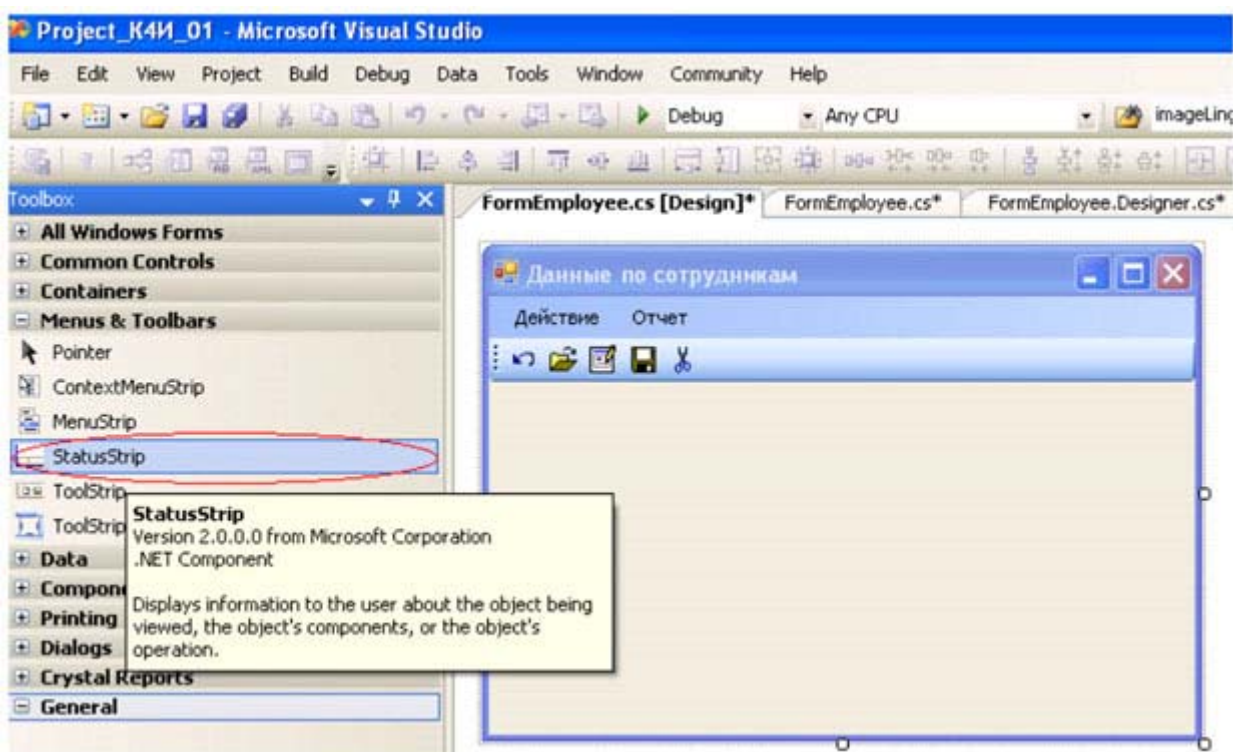 Project_К4И_01 - Microsoft Visual Studio
File Edit View Project Build Debug Data Tools Window Community Help
Debug Any CPU imageLing
Toolbox
FormEmployee.cs [Design]* FormEmployee.cs* FormEmployee.Designer.cs*
All Windows Forms
Common Controls
Containers
Menus & Toolbars
Pointer
ContextMenuStrip
MenuStrip
StatusStrip
ToolStrip
ToolStrip
Data
Compone
Printing
Dialogs
Crystal Reports
General
StatusStrip
Version 2.0.0.0 from Microsoft Corporation
.NET Component
Displays information to the user about the object being
viewed, the object's components, or the object's
operation.
Данные по сотрудникам
Действие Отчет